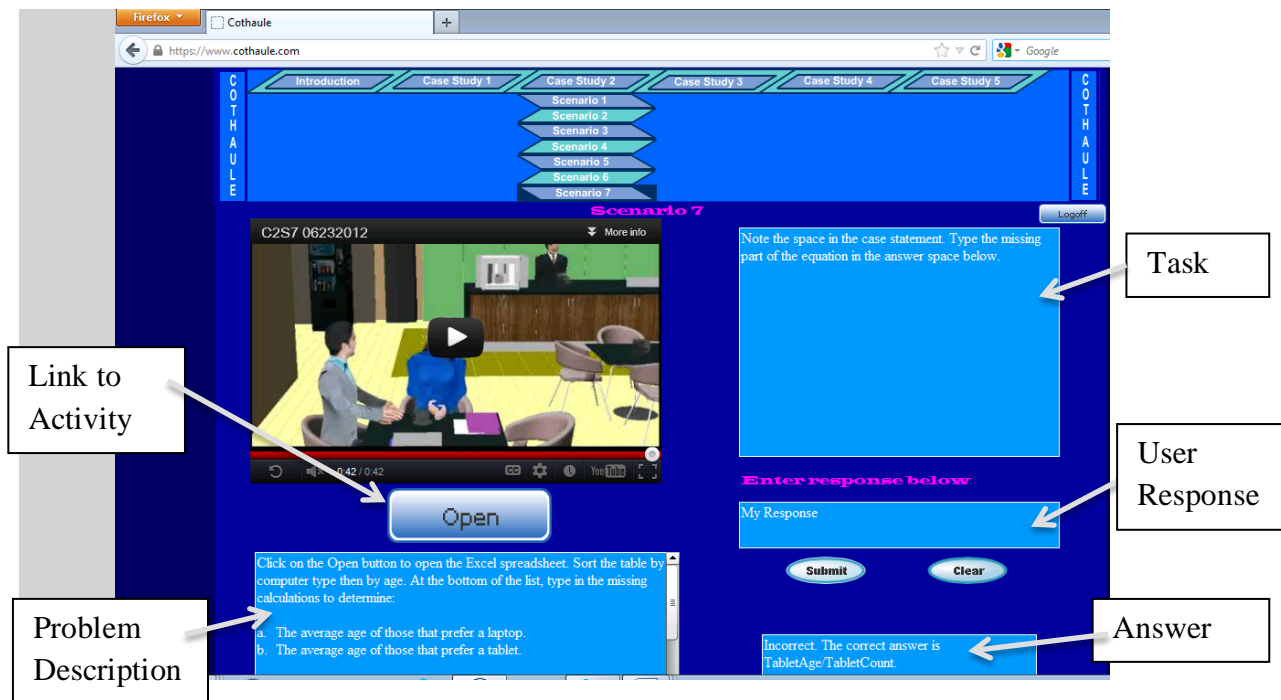 Firefox
Cothaule
+
https://www.cothaule.com
Google
COTHAULE
Introduction
Case Study 1
Case Study 2
Case Study 3
Case Study 4
Case Study 5
COTHAULE
Scenario 1
Scenario 2
Scenario 3
Scenario 4
Scenario 5
Scenario 6
Scenario 7
Scenario 7
Logoff
C2S7 06232012
More info
Note the space in the case statement. Type the missing
part of the equation in the answer space below.
Task
Link to
Activity
0:42 / 0:42
CC
YouTube
Enter response below
User
Response
My Response
Open
Submit
Clear
Click on the Open button to open the Excel spreadsheet. Sort the table by
computer type then by age. At the bottom of the list, type in the missing
calculations to determine:
a. The average age of those that prefer a laptop.
b. The average age of those that prefer a tablet.
Problem
Description
Incorrect. The correct answer is
TabletAge/TabletCount.
Answer